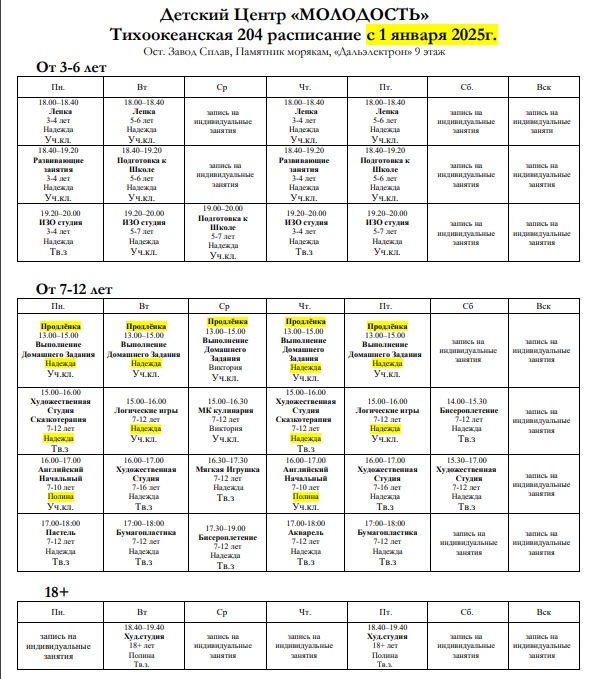 Детский Центр «МОЛОДОСТЬ»
Тихоокеанская 204 расписание с 1 января 2025г.
Ост. Завод Сплав, Памятник морякам, «Дальэлектрон» 9 этаж
От 3-6 лет
Пн. Вт Ср Чт. Пт. Сб. Вск
18.00–18.40
Лепка
3-4 лет
Надежда
Уч.кл.
18.00–18.40
Лепка
5-6 лет
Надежда
Уч.кл.
запись на
индивидуальные
занятия
18.00–18.40
Лепка
3-4 лет
Надежда
Уч.кл.
18.00–18.40
Лепка
5-6 лет
Надежда
Уч.кл.
запись на
индивидуальные
занятия
запись на
индивидуальные
заняти
18.40–19.20
Развивающие
занятия
3-4 лет
Надежда
Уч.кл.
18.40–19.20
Подготовка к
Школе
5-6 лет
Надежда
Уч.кл.
запись на
индивидуальные
занятия
18.40–19.20
Развивающие
занятия
3-4 лет
Надежда
Уч.кл.
18.40–19.20
Подготовка к
Школе
5-6 лет
Надежда
Уч.кл.
запись на
индивидуальные
занятия
запись на
индивидуальные
занятия
19.20–20.00
ИЗО студия
3-4 лет
Надежда
Тв.з
19.20–20.00
ИЗО студия
5-7 лет
Надежда
Уч.кл.
19.00–20.00
Подготовка к
Школе
5-7 лет
Надежда
Уч.кл.
19.20–20.00
ИЗО студия
3-4 лет
Надежда
Тв.з
19.20–20.00
ИЗО студия
5-7 лет
Надежда
Уч.кл.
запись на
индивидуальные
занятия
запись на
индивидуальные
занятия
От 7-12 лет
Пн. Вт Ср Чт. Пт. Сб Вск
Продлёнка
13.00–15.00
Выполнение
Домашнего Задания
Надежда
Уч.кл.
Продлёнка
13.00–15.00
Выполнение
Домашнего Задания
Надежда
Уч.кл.
Продлёнка
13.00–15.00
Выполнение
Домашнего
Задания
Виктория
Уч.кл.
Продлёнка
13.00–15.00
Выполнение
Домашнего
Задания
Надежда
Уч.кл.
Продлёнка
13.00–15.00
Выполнение
Домашнего Задания
Надежда
Уч.кл.
запись на
индивидуальные
занятия
запись на
индивидуальные
занятия
15.00–16.00
Художественная
Студия
Сказкотерапия
7-12 лет
Надежда
Тв.з
15.00–16.00
Логические игры
7-12 лет
Надежда
Уч.кл.
15.00–16.30
МК кулинария
7-12 лет
Виктория
Уч.кл.
15.00–16.00
Художественная
Студия
Сказкотерапия
7-12 лет
Надежда
Тв.з
15.00–16.00
Логические игры
7-12 лет
Надежда
Уч.кл.
14.00–15.30
Бисероплетение
7-12 лет
Надежда
Тв.з
запись на
индивидуальные
занятия
16.00–17.00
Английский
Начальный
7-10 лет
Полина
Уч.кл.
16.00–17.00
Художественная
Студия
7-16 лет
Надежда
Тв.з
16.30–17.30
Мягкая Игрушка
7-12 лет
Надежда
Тв.з
16.00–17.00
Английский
Начальный
7-10 лет
Полина
Уч.кл.
16.00–17.00
Художественная
Студия
7-16 лет
Надежда
Тв.з
15.30–17.00
Художественная
Студия
7-12 лет
Надежда
Тв.з
запись на
индивидуальные
занятия
17.00-18:00
Пастель
7-12 лет
Надежда
Тв.з
17:00–18:00
Бумагопластика
7-12 лет
Надежда
Тв.з
17.30–19.00
Бисероплетение
7-12 лет
Надежда
Тв.з
17.00-18:00
Акварель
7-12 лет
Надежда
Тв.з
17:00–18:00
Бумагопластика
7-12 лет
Надежда
Тв.з
запись на
индивидуальные
занятия
запись на
индивидуальные
занятия
18+
Пн. Вт Ср Чт. Пт. Сб. Вск
запись на
индивидуальные
занятия
18.40–19.40
Худ.студия
18+ лет
Полина
Тв.з.
запись на
индивидуальные
занятия
запись на
индивидуальные
занятия
18.40–19.40
Худ.студия
18+ лет
Полина
Тв.з.
запись на
индивидуальные
занятия
запись на
индивидуальные
занятия